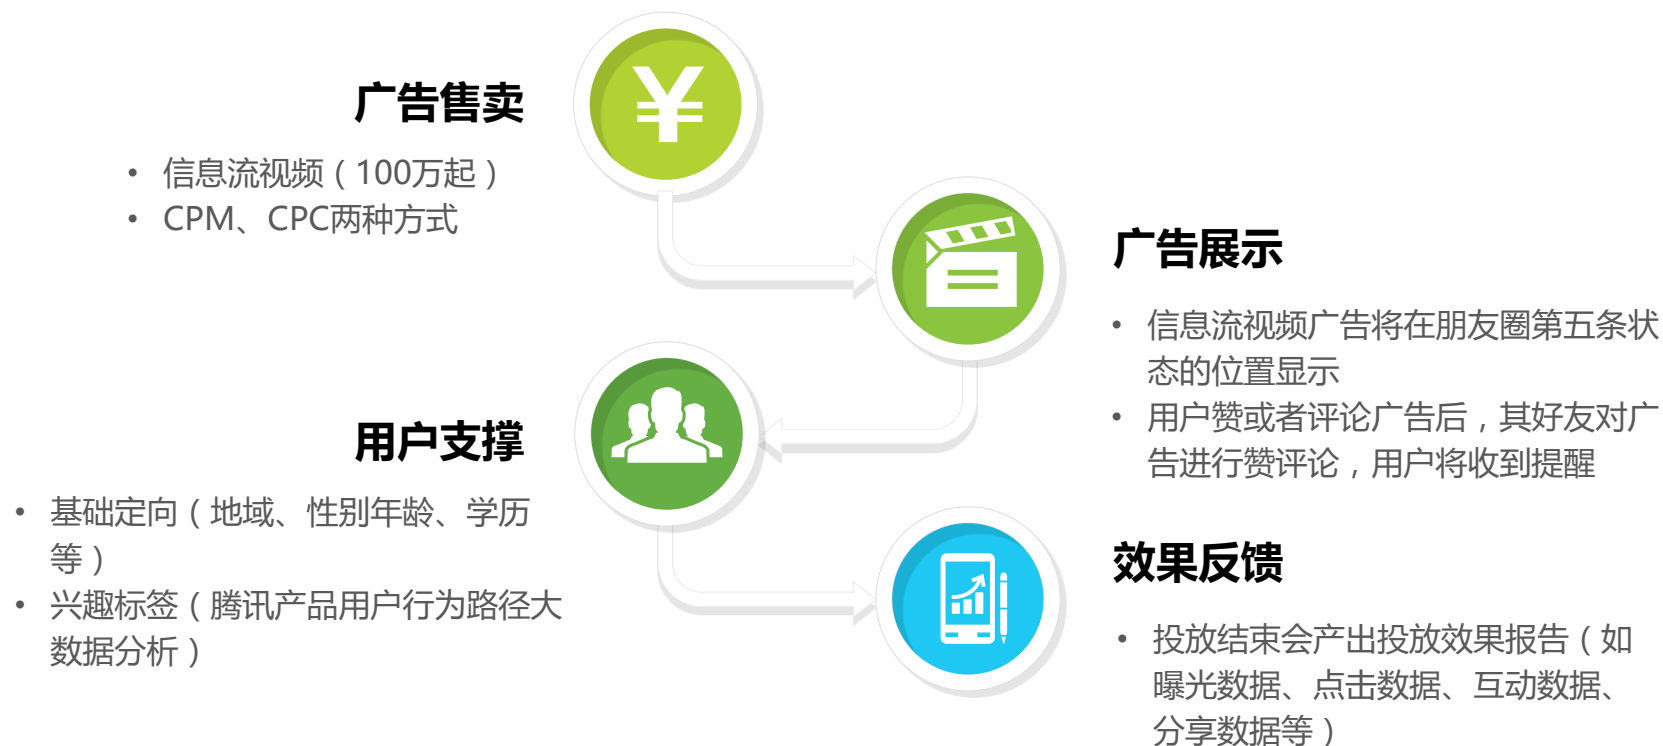 广告售卖
• 信息流视频（100万起）
• CPM、CPC两种方式
¥
广告展示
• 信息流视频广告将在朋友圈第五条状
态的位置显示
• 用户赞或者评论广告后，其好友对广
告进行赞评论，用户将收到提醒
用户支撑
• 基础定向（地域、性别年龄、学历
等）
• 兴趣标签（腾讯产品用户行为路径大
数据分析）
效果反馈
• 投放结束会产出投放效果报告（如
曝光数据、点击数据、互动数据、
分享数据等）